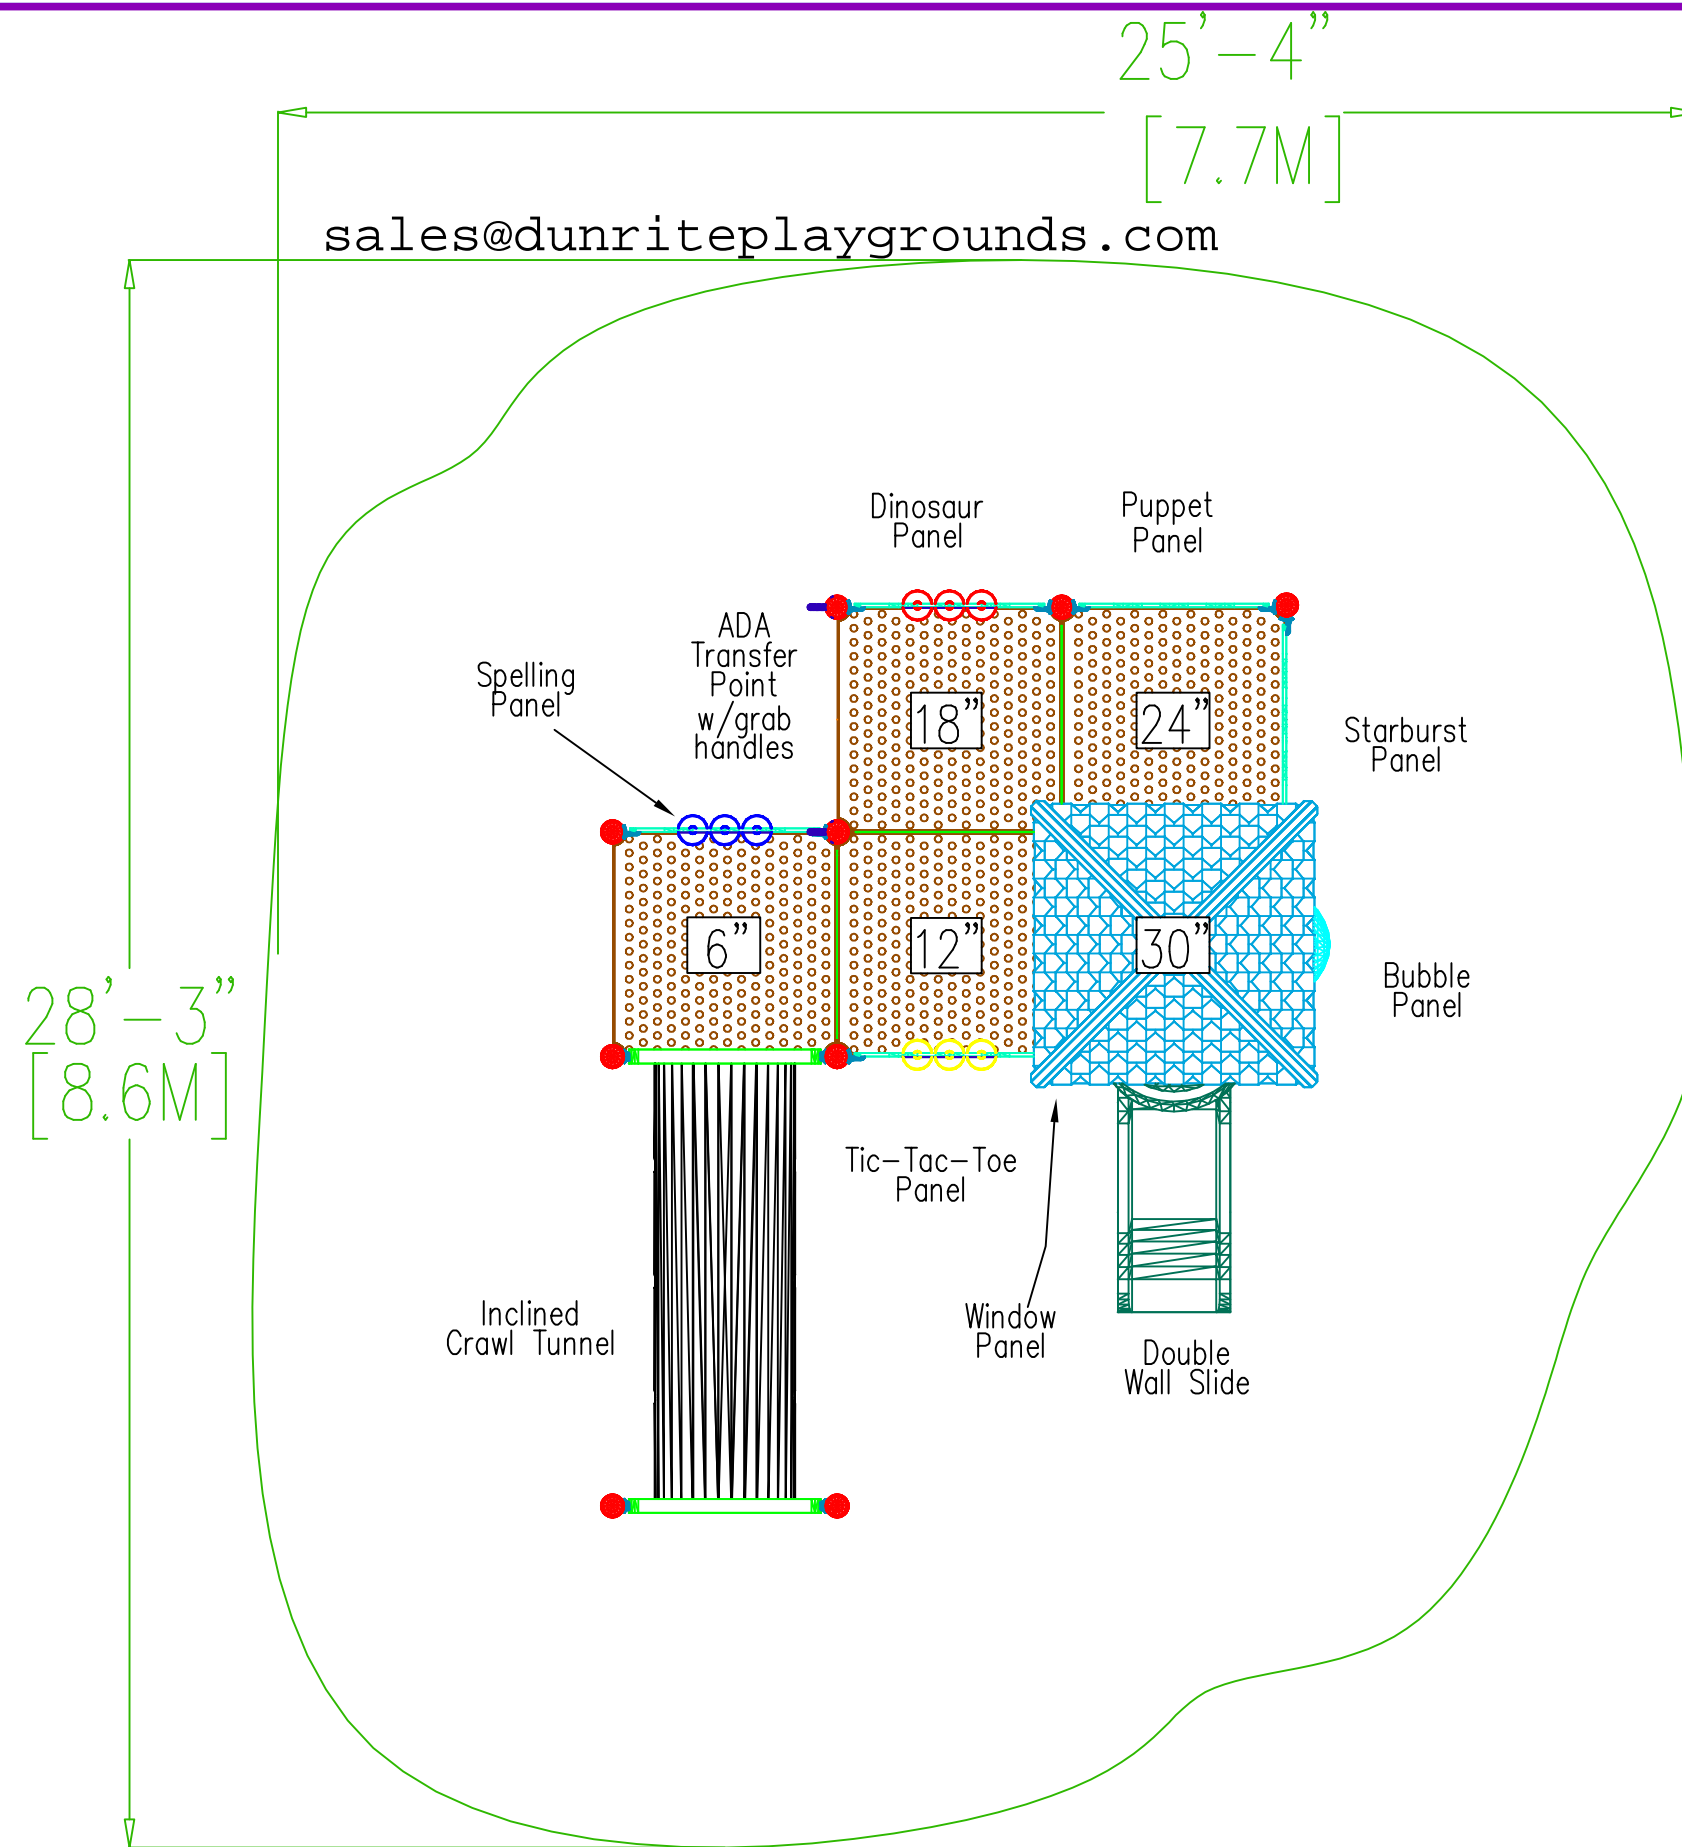 25'-4"
[7.7M]
sales@dunriteplaygrounds.com
Dinosaur
Panel
Puppet
Panel
ADA
Transfer
Point
w/grab
handles
Spelling
Panel
18"
24"
Starburst
Panel
6"
12"
30"
Bubble
Panel
28'-3"
[8.6M]
Tic-Tac-Toe
Panel
Inclined
Crawl Tunnel
Window
Panel
Double
Wall Slide